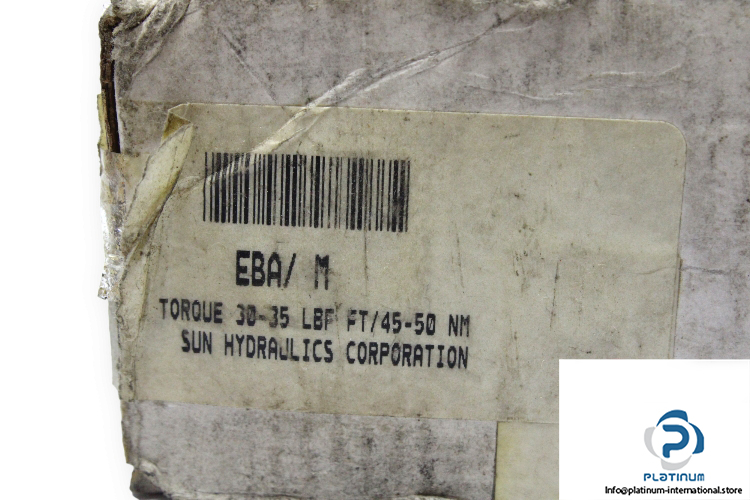 EBA/ M
TORQUE 30-35 LBF FT/45-50 NM
SUN HYDRAULICS CORPORATION
PLATINUM
Info@platinum-international.store